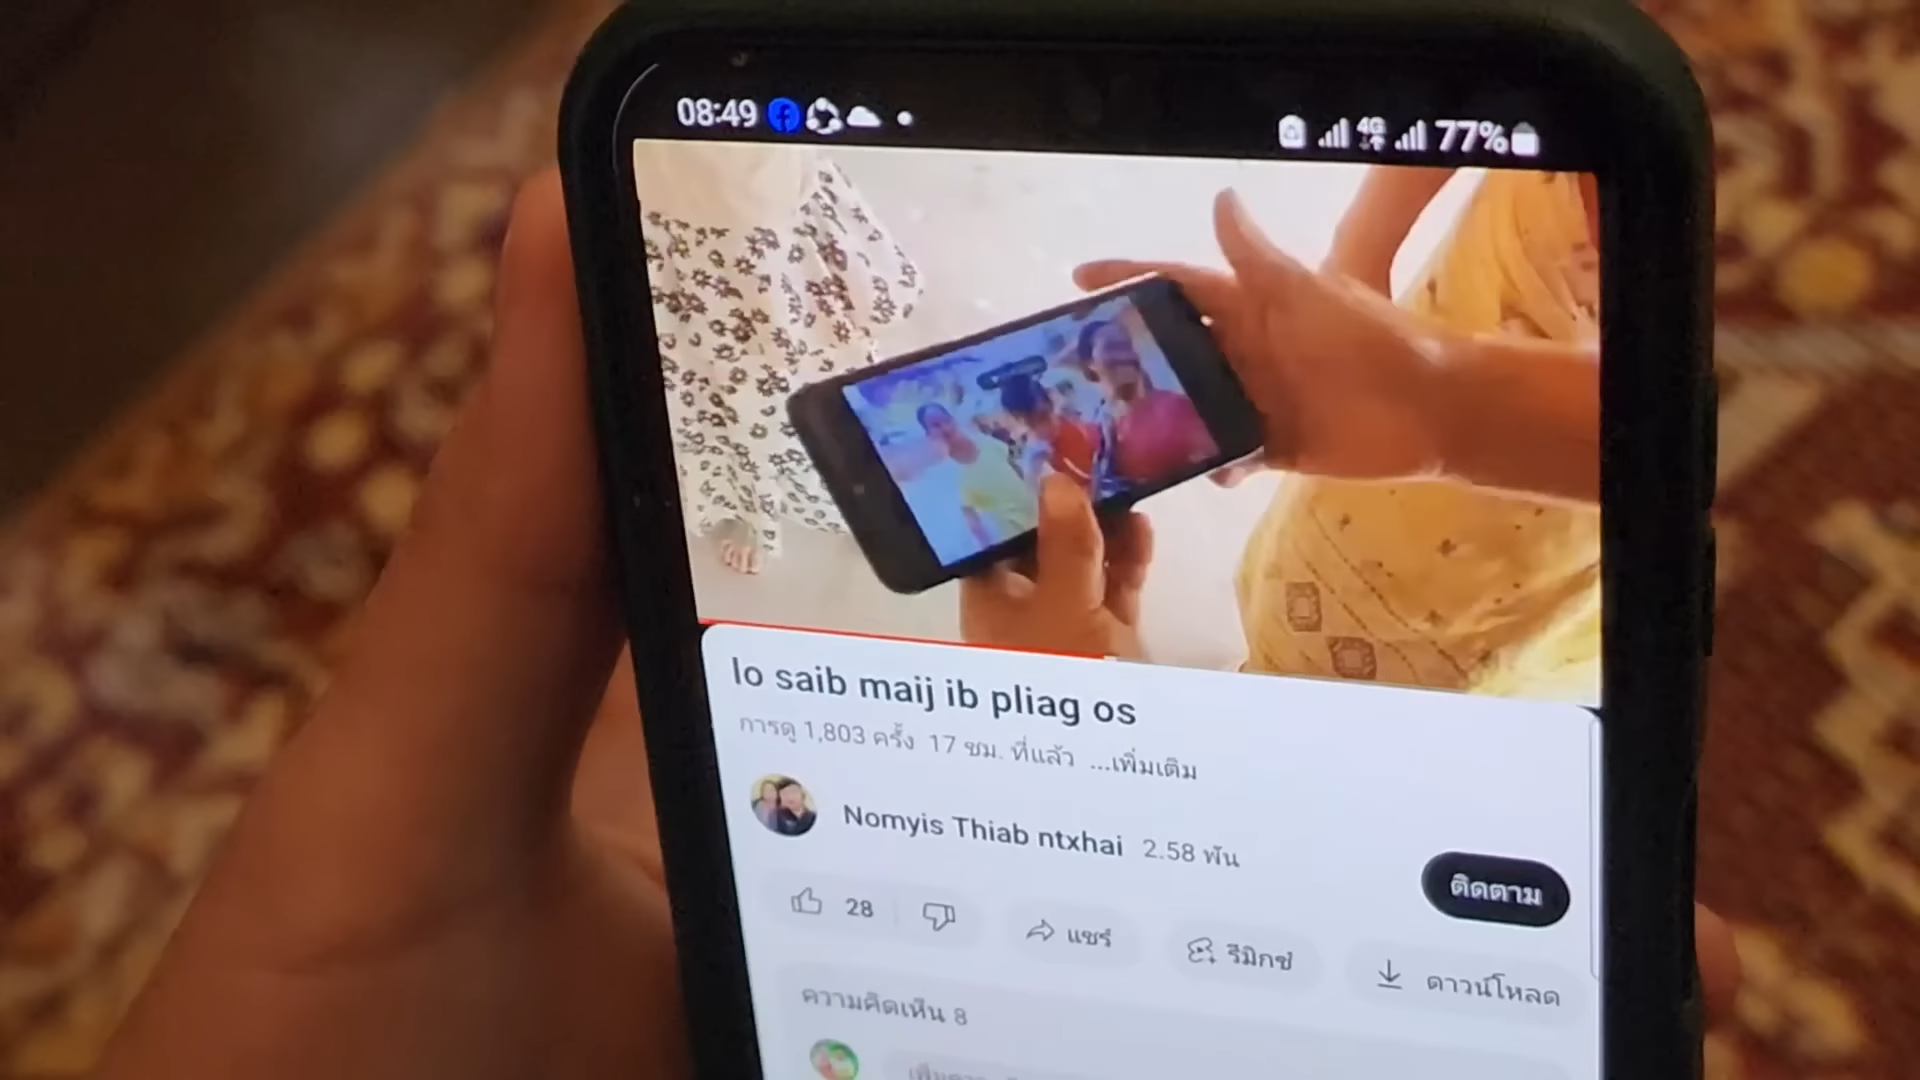 08:49 4G 77%
lo saib maij ib pliag os
การดู 1,803 ครั้ง 17 ชม. ที่แล้ว ...เพิ่มเติม
Nomyis Thiab ntxhai 2.58 พัน
ติดตาม
28 แชร์ รีมิกซ์ ดาวน์โหลด
ความคิดเห็น 8